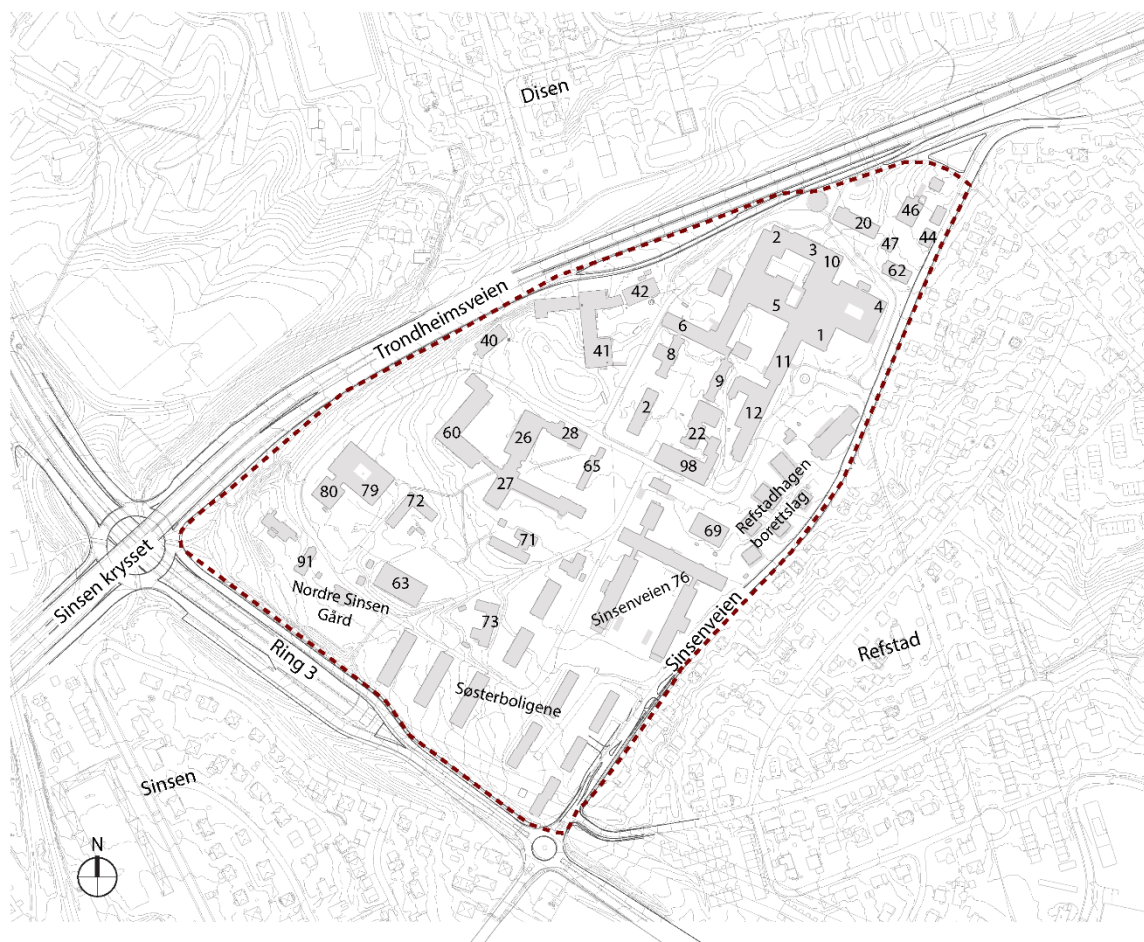 Disen
46
20
2
3
47
44
10
62
42
4
Trondheimsveien
5
6
40
1
41
8
11
9
2
12
60
26
28
22
65
98
79
80
27
72
Refstadhagen
borettslag
69
71
Sinsen krysset
91
63
Nordre Sinsen
Gård
Sinsenveien 76
73
Sinsenveien
Ring 3
Refstad
Søsterboligene
Sinsen
N